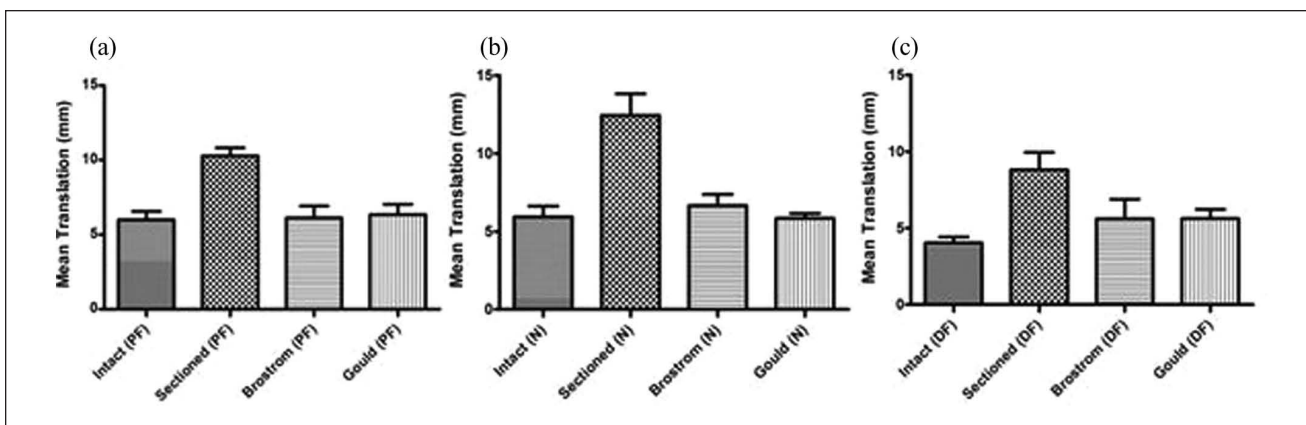 (a)
Mean Translation (mm)
15
10
5
0
Intact (PF)
Sectioned (PF)
Brostrom (PF)
Gould (PF)
(b)
Mean Translation (mm)
15
10
5
0
Intact (N)
Sectioned (N)
Brostrom (N)
Gould (N)
(c)
Mean Translation (mm)
15
10
5
0
Intact (DF)
Sectioned (DF)
Brostrom (DF)
Gould (DF)